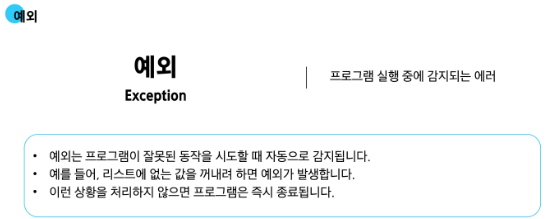 예외
예외
Exception
프로그램 실행 중에 감지되는 에러
• 예외는 프로그램이 잘못된 동작을 시도할 때 자동으로 감지됩니다.
• 예를 들어, 리스트에 없는 값을 꺼내려 하면 예외가 발생합니다.
• 이런 상황을 처리하지 않으면 프로그램은 즉시 종료됩니다.